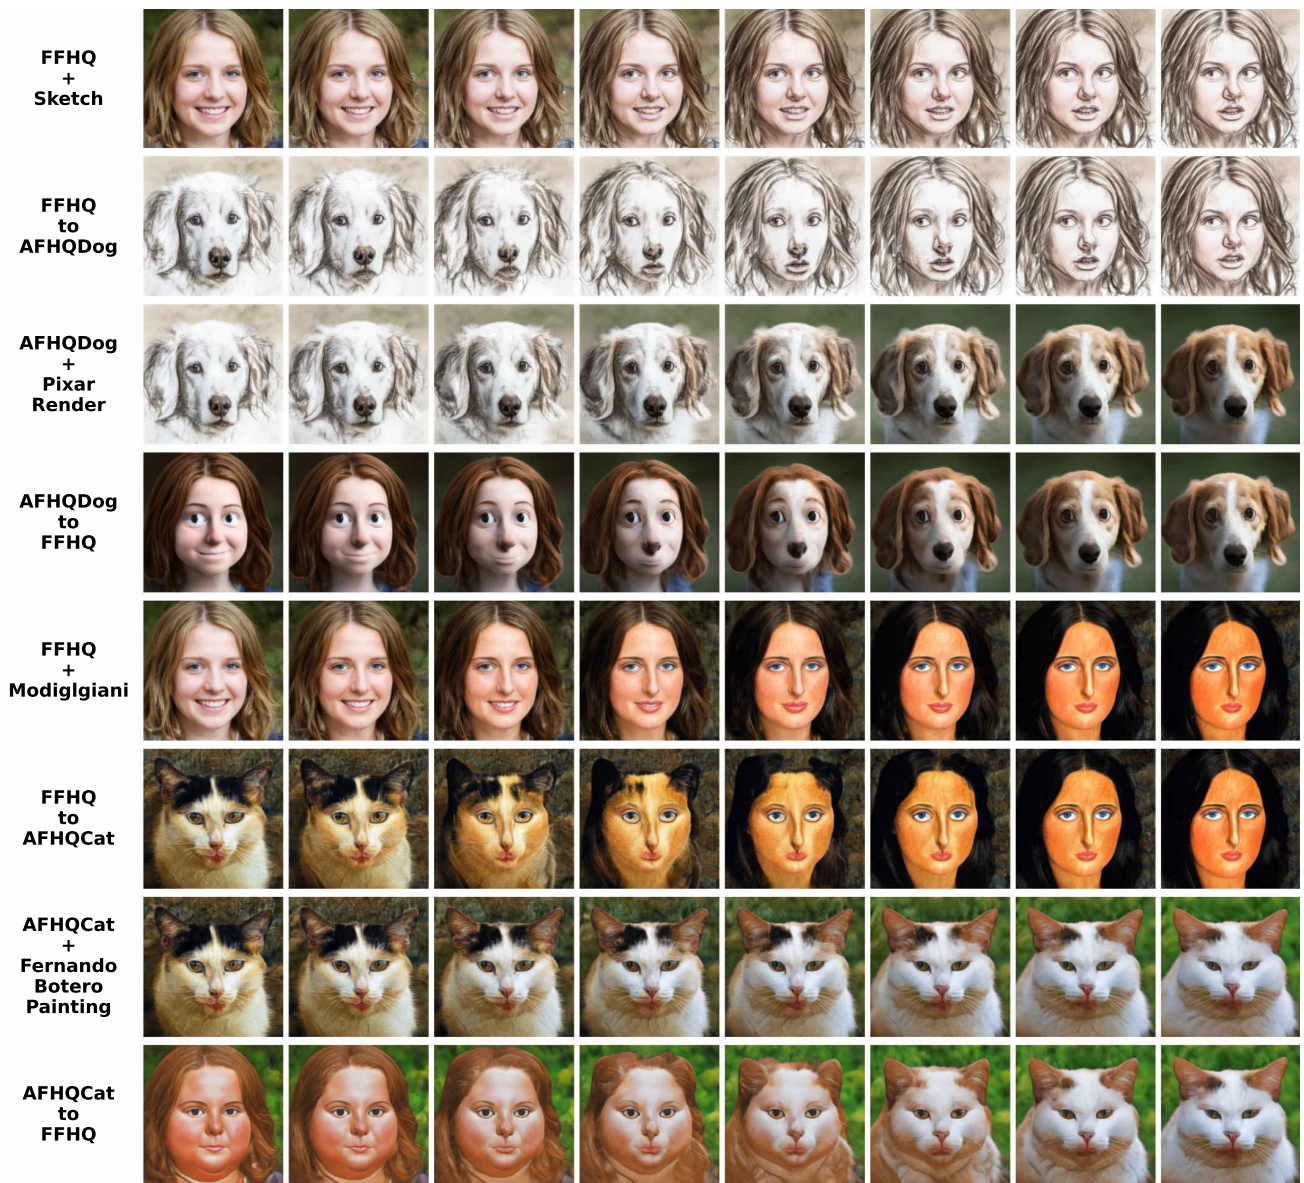 FFHQ
+
Sketch
FFHQ
to
AFHQDog
AFHQDog
+
Pixar
Render
AFHQDog
to
FFHQ
FFHQ
+
Modiglgiani
FFHQ
to
AFHQCat
AFHQCat
+
Fernando
Botero
Painting
AFHQCat
to
FFHQ